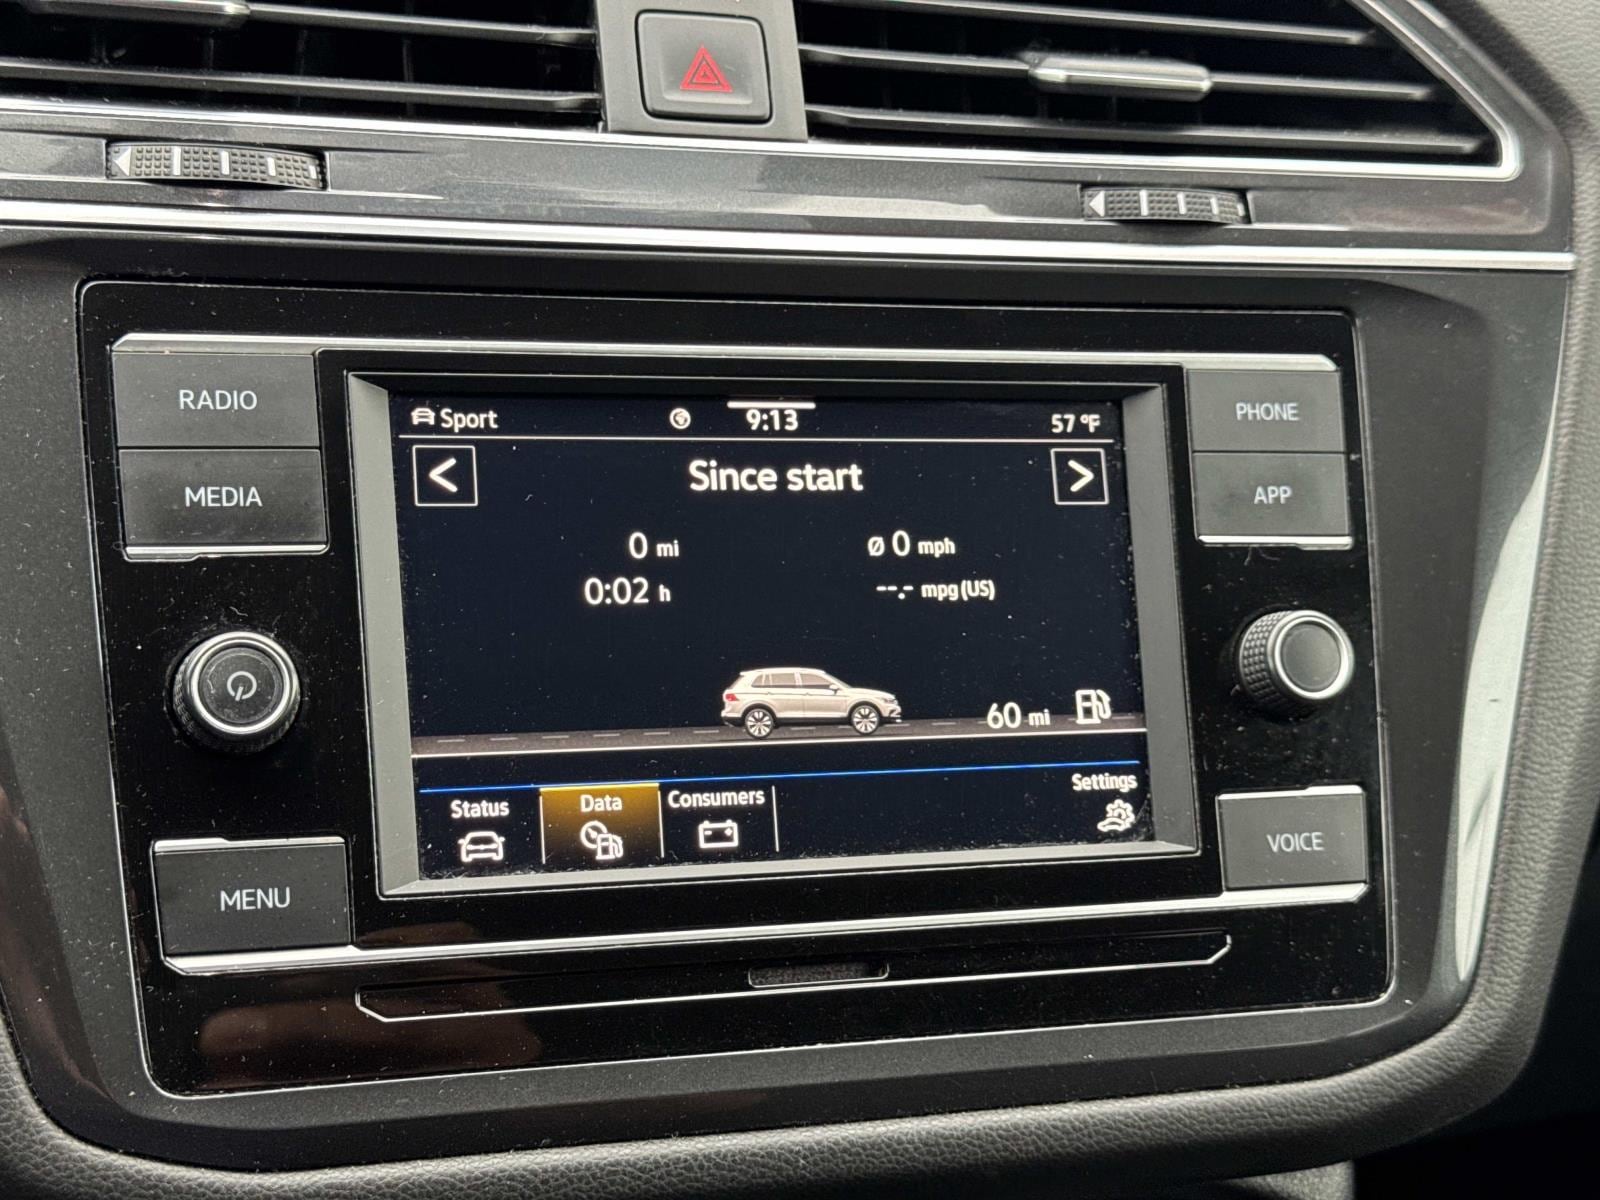 RADIO
MEDIA
MENU
PHONE
APP
VOICE
Sport
9:13
57 °F
<
Since start
>
0 mi
Ø 0 mph
0:02 h
--.- mpg(US)
60 mi
Status
Data
Consumers
Settings